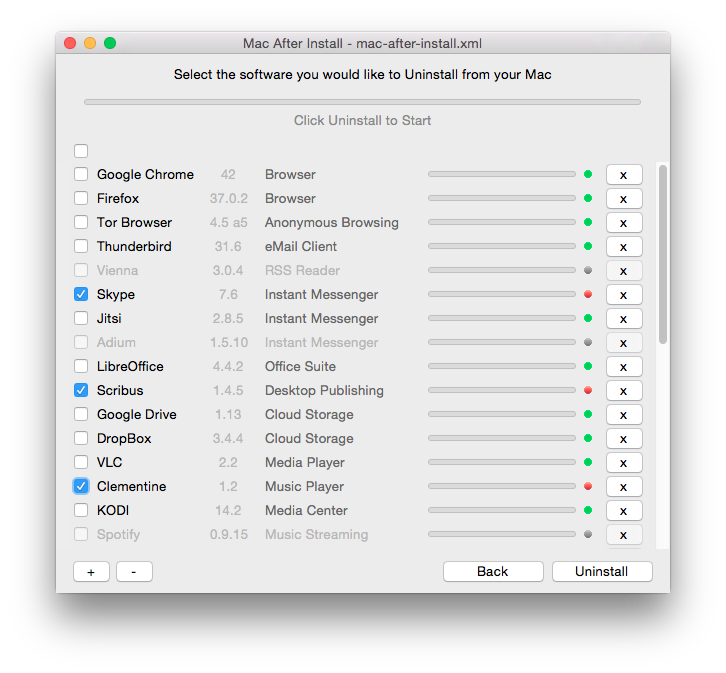 Mac After Install - mac-after-install.xml
Select the software you would like to Uninstall from your Mac
Click Uninstall to Start
Google Chrome 42 Browser x
Firefox 37.0.2 Browser x
Tor Browser 4.5 a5 Anonymous Browsing x
Thunderbird 31.6 eMail Client x
Vienna 3.0.4 RSS Reader x
Skype 7.6 Instant Messenger x
Jitsi 2.8.5 Instant Messenger x
Adium 1.5.10 Instant Messenger x
LibreOffice 4.4.2 Office Suite x
Scribus 1.4.5 Desktop Publishing x
Google Drive 1.13 Cloud Storage x
DropBox 3.4.4 Cloud Storage x
VLC 2.2 Media Player x
Clementine 1.2 Music Player x
KODI 14.2 Media Center x
Spotify 0.9.15 Music Streaming x
+ - Back Uninstall